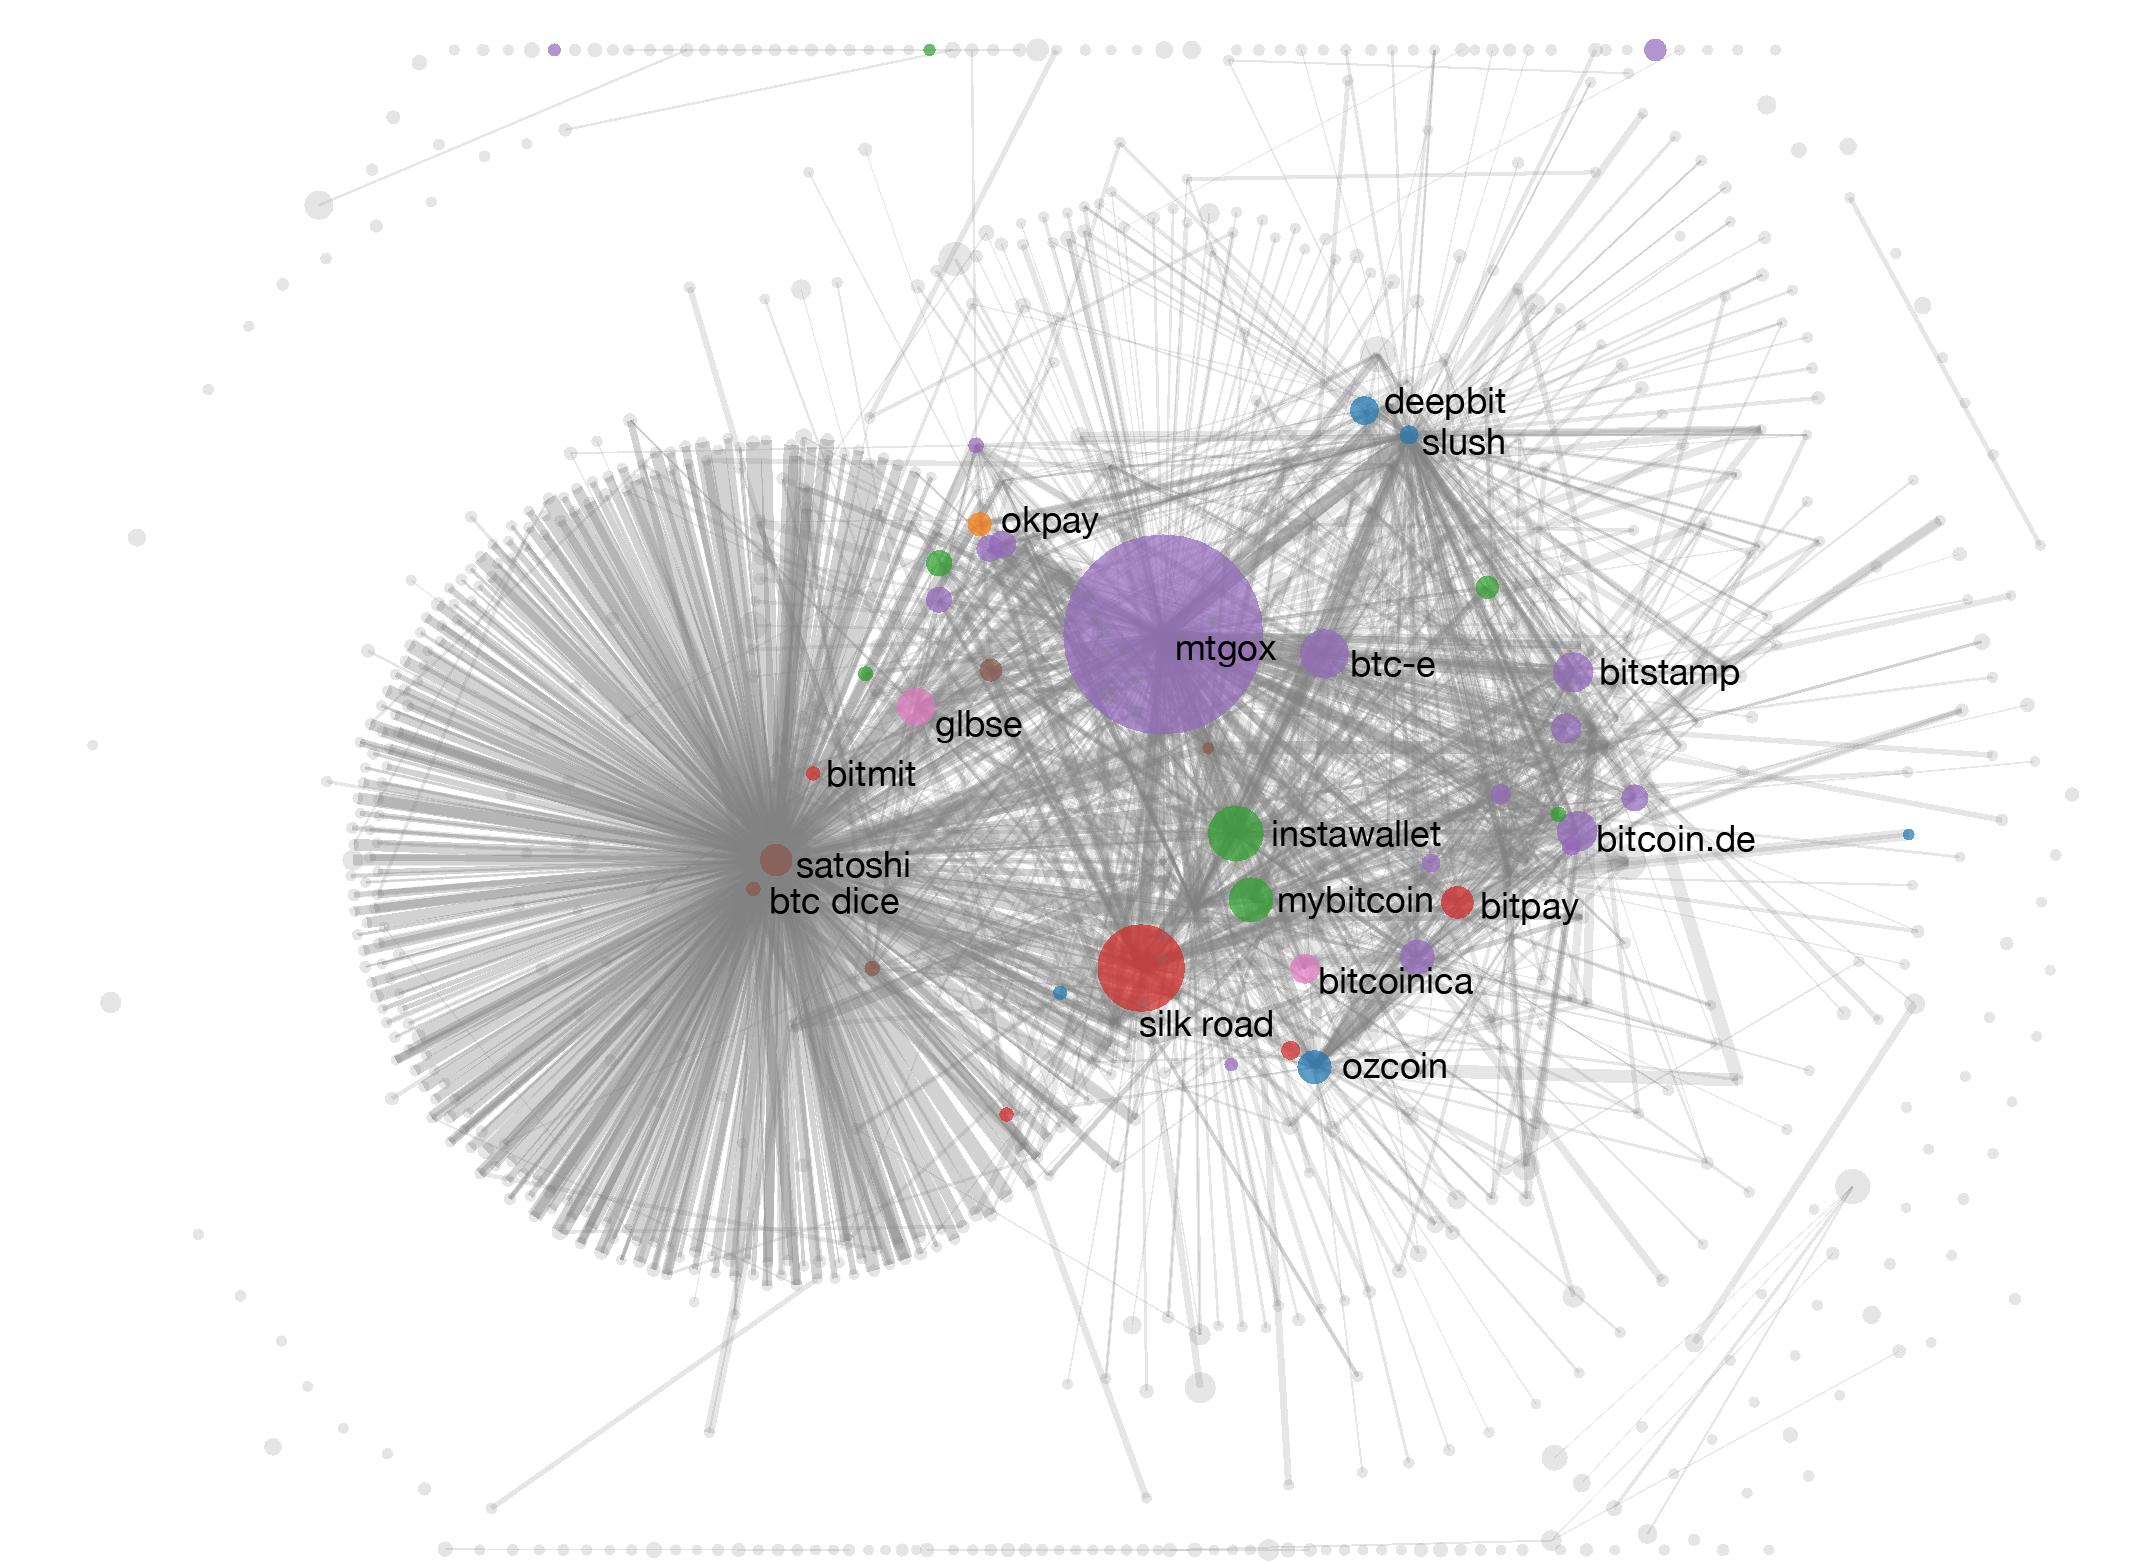 deepbit
slush
okpay
mtgox
btc-e
bitstamp
glbse
bitmit
instawallet
bitcoin.de
satoshi
btc dice
mybitcoin
bitpay
bitcoinica
silk road
ozcoin